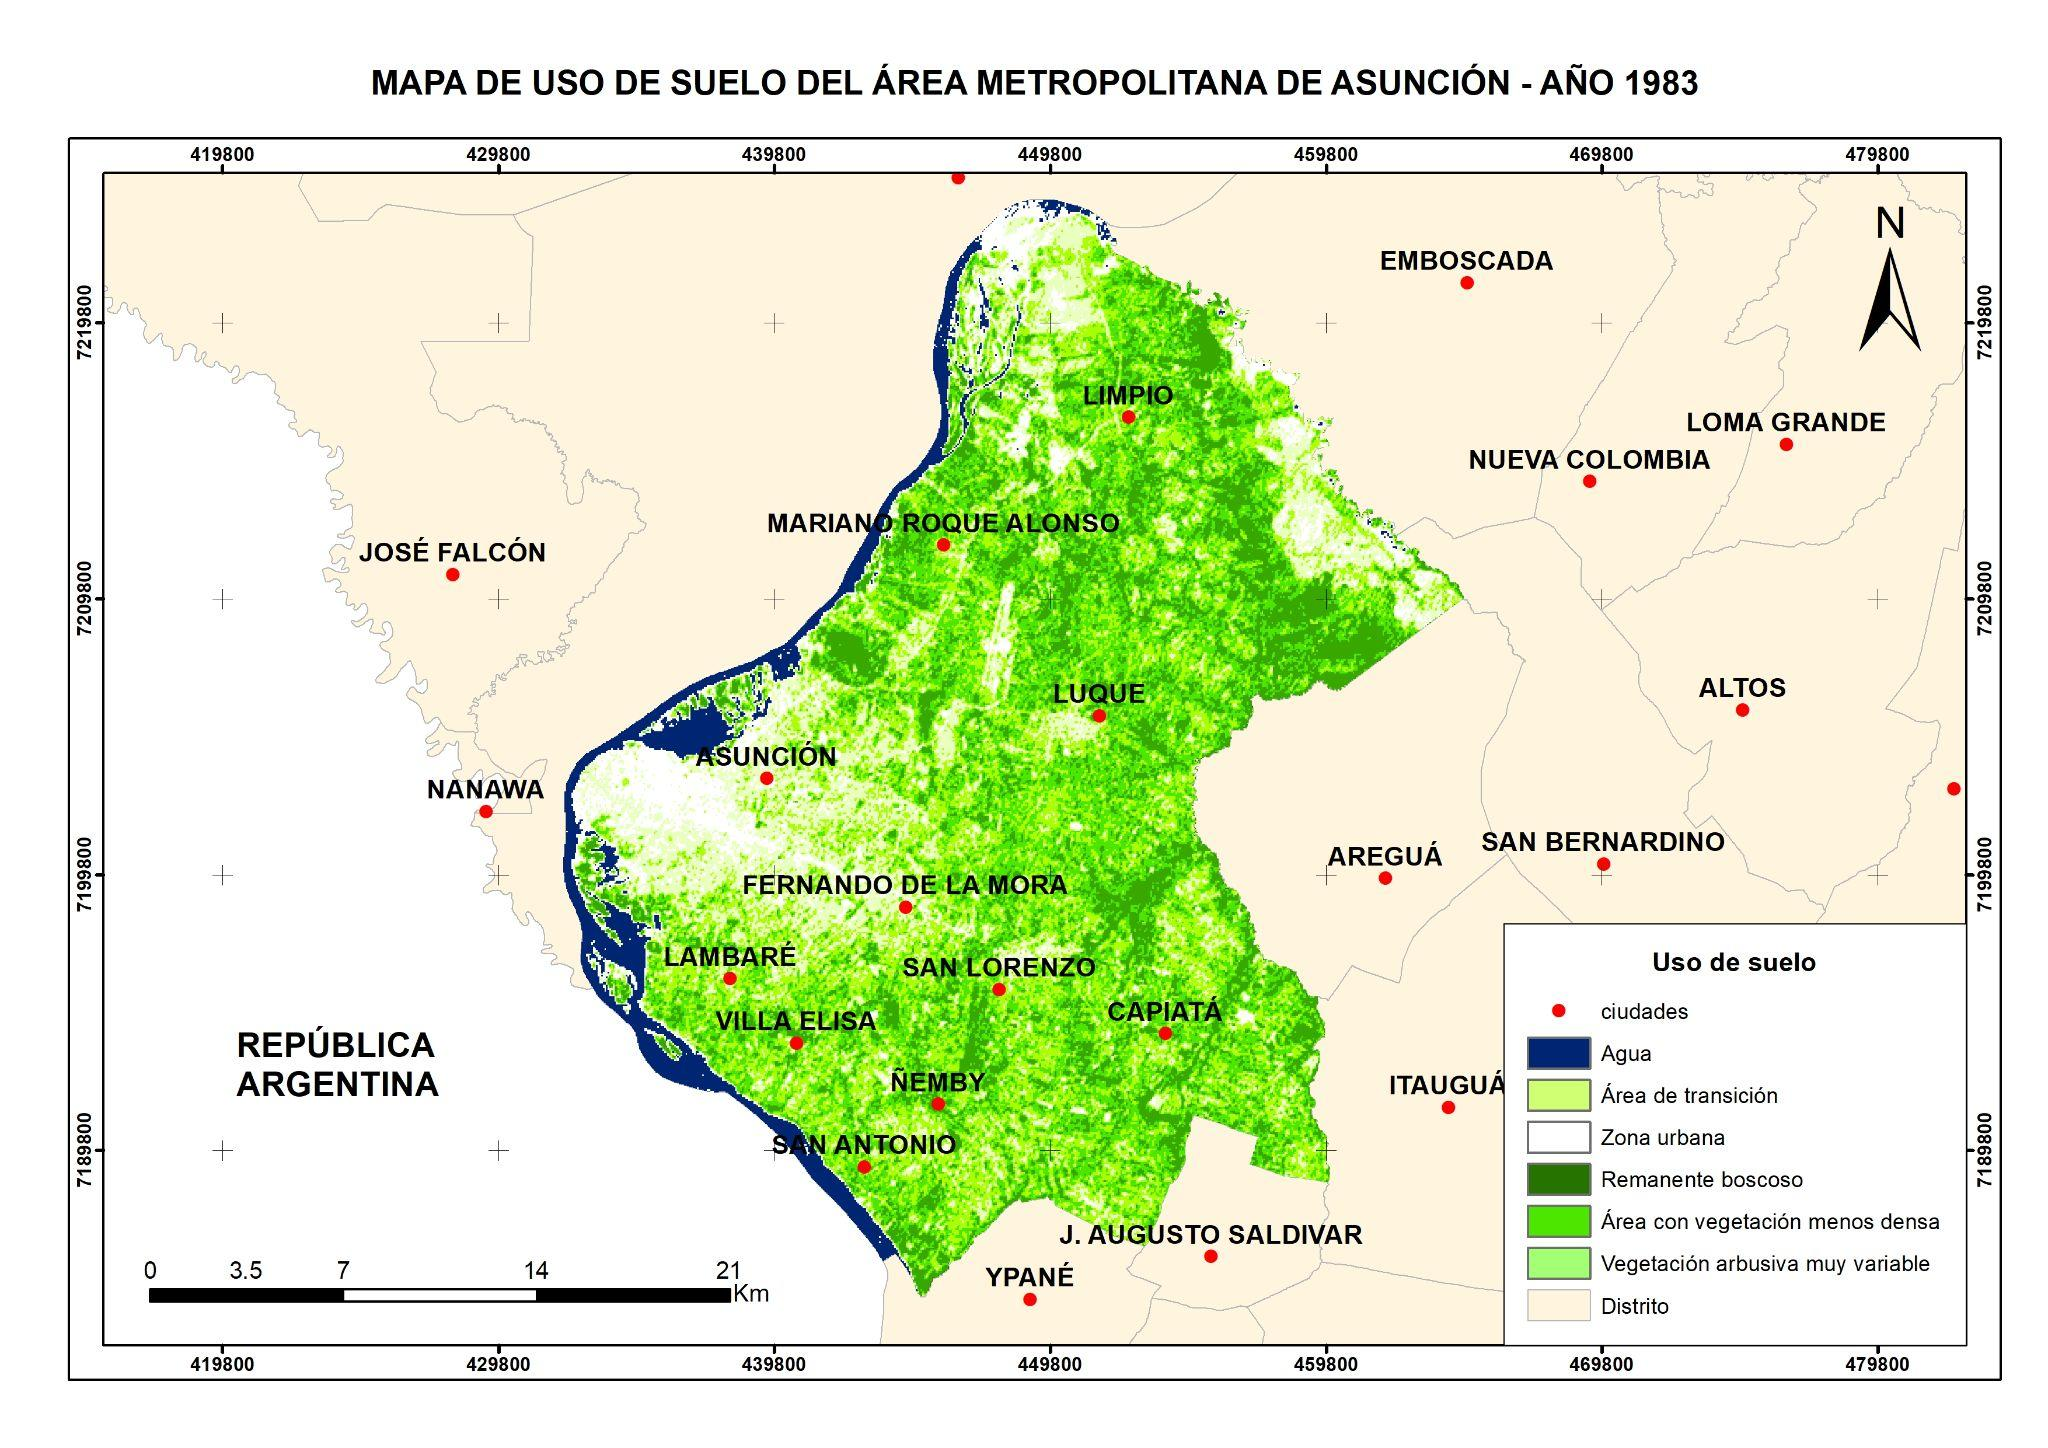 MAPA DE USO DE SUELO DEL ÁREA METROPOLITANA DE ASUNCIÓN - AÑO 1983
419800 429800 439800 449800 459800 469800 479800
N
EMBOSCADA
7219800 7219800
LIMPIO
LOMA GRANDE
NUEVA COLOMBIA
MARIANO ROQUE ALONSO
JOSÉ FALCÓN
7209800 7209800
LUQUE
ALTOS
ASUNCIÓN
NANAWA
SAN BERNARDINO
AREGUÁ
7199800 7199800
FERNANDO DE LA MORA
LAMBARÉ
SAN LORENZO
CAPIATÁ
VILLA ELISA
REPÚBLICA
ARGENTINA
ÑEMBY
ITAUGUÁ
SAN ANTONIO
7189800 7189800
J. AUGUSTO SALDIVAR
YPANÉ
Uso de suelo
ciudades
Agua
Área de transición
Zona urbana
Remanente boscoso
Área con vegetación menos densa
Vegetación arbusiva muy variable
Distrito
0 3.5 7 14 21
Km
419800 429800 439800 449800 459800 469800 479800